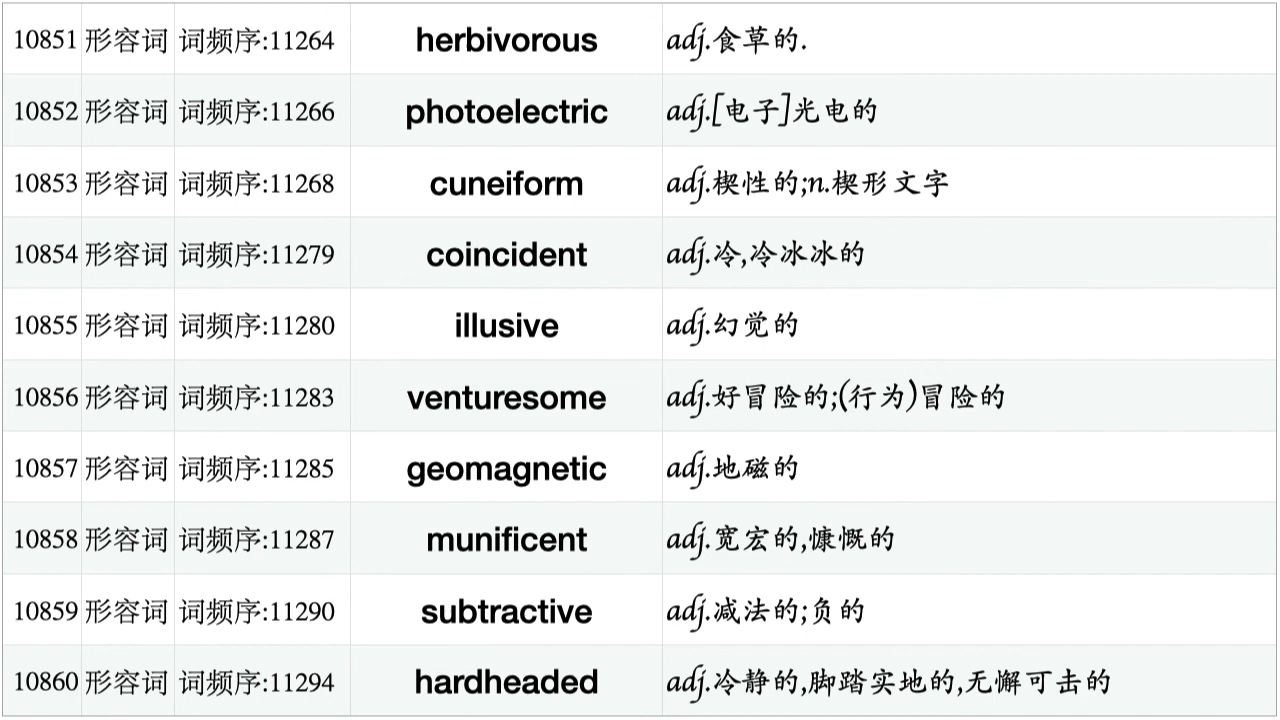 10851 形容词 词频序:11264 herbivorous adj.食草的.
10852 形容词 词频序:11266 photoelectric adj.[电子]光电的
10853 形容词 词频序:11268 cuneiform adj.楔性的;n.楔形文字
10854 形容词 词频序:11279 coincident adj.冷,冷冰冰的
10855 形容词 词频序:11280 illusive adj.幻觉的
10856 形容词 词频序:11283 venturesome adj.好冒险的;(行为)冒险的
10857 形容词 词频序:11285 geomagnetic adj.地磁的
10858 形容词 词频序:11287 munificent adj.宽宏的,慷慨的
10859 形容词 词频序:11290 subtractive adj.减法的;负的
10860 形容词 词频序:11294 hardheaded adj.冷静的,脚踏实地的,无懈可击的